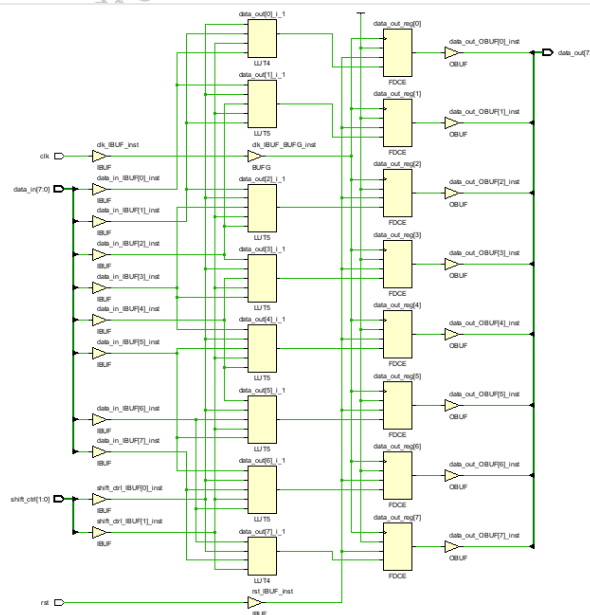 data_out[0]_i_1
LUT4
data_out_reg[0]
FDCE
data_out_OBUF[0]_inst
OBUF
data_out[7
data_out[1]_i_1
LUT5
data_out_reg[1]
FDCE
data_out_OBUF[1]_inst
OBUF
clk
clk_IBUF_inst
IBUF
clk_IBUF_BUFG_inst
BUFG
data_in[7:0]
data_in_IBUF[0]_inst
IBUF
data_out[2]_i_1
LUT5
data_out_reg[2]
FDCE
data_out_OBUF[2]_inst
OBUF
data_in_IBUF[1]_inst
IBUF
data_in_IBUF[2]_inst
IBUF
data_out[3]_i_1
LUT5
data_out_reg[3]
FDCE
data_out_OBUF[3]_inst
OBUF
data_in_IBUF[3]_inst
IBUF
data_in_IBUF[4]_inst
IBUF
data_out[4]_i_1
LUT5
data_out_reg[4]
FDCE
data_out_OBUF[4]_inst
OBUF
data_in_IBUF[5]_inst
IBUF
data_out[5]_i_1
LUT5
data_out_reg[5]
FDCE
data_out_OBUF[5]_inst
OBUF
data_in_IBUF[6]_inst
IBUF
data_in_IBUF[7]_inst
IBUF
data_out[6]_i_1
LUT5
data_out_reg[6]
FDCE
data_out_OBUF[6]_inst
OBUF
shift_ctrl[1:0]
shift_ctrl_IBUF[0]_inst
IBUF
shift_ctrl_IBUF[1]_inst
IBUF
data_out[7]_i_1
LUT4
data_out_reg[7]
FDCE
data_out_OBUF[7]_inst
OBUF
rst
rst_IBUF_inst
IBUF